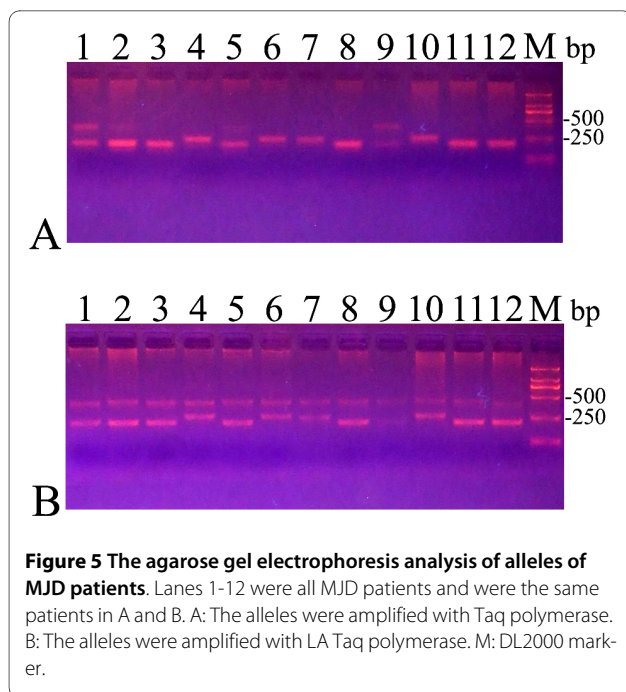 1 2 3 4 5 6 7 8 9 10 11 12 M bp
-500
-250
A
1 2 3 4 5 6 7 8 9 10 11 12 M bp
-500
-250
B
Figure 5 The agarose gel electrophoresis analysis of alleles of
MJD patients. Lanes 1-12 were all MJD patients and were the same
patients in A and B. A: The alleles were amplified with Taq polymerase.
B: The alleles were amplified with LA Taq polymerase. M: DL2000 mark-
er.